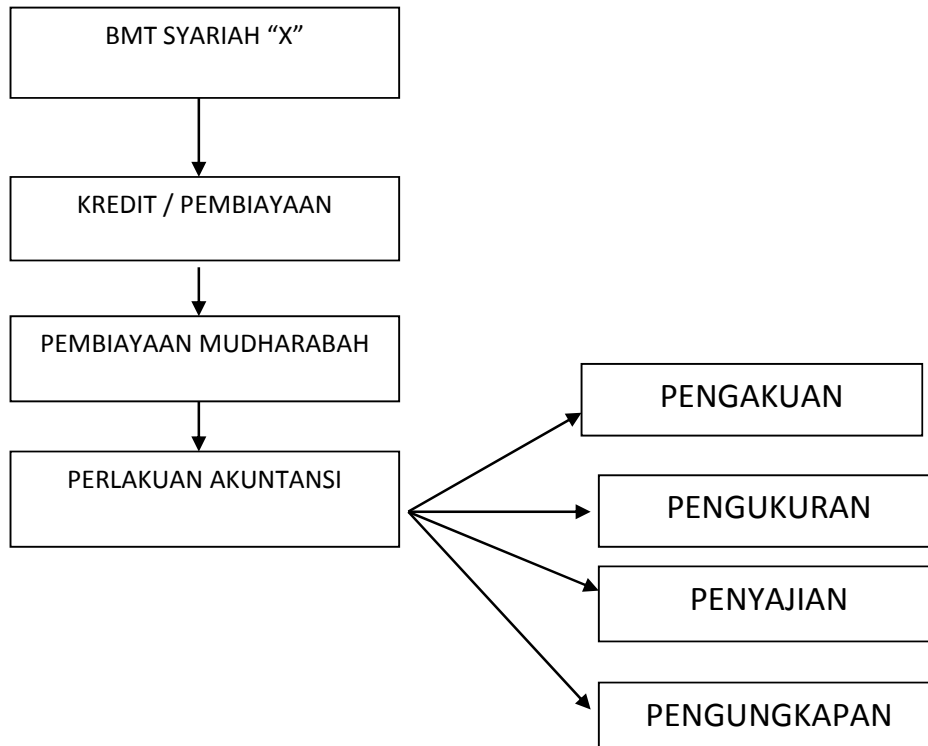 BMT SYARIAH “X”
KREDIT / PEMBIAYAAN
PEMBIAYAAN MUDHARABAH
PERLAKUAN AKUNTANSI
PENGAKUAN
PENGUKURAN
PENYAJIAN
PENGUNGKAPAN